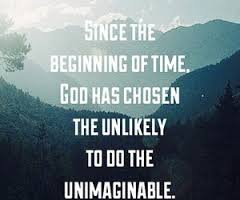 SINCE THE
BEGINNING OF TIME,
GOD HAS CHOSEN
THE UNLIKELY
TO DO THE
UNIMAGINABLE.